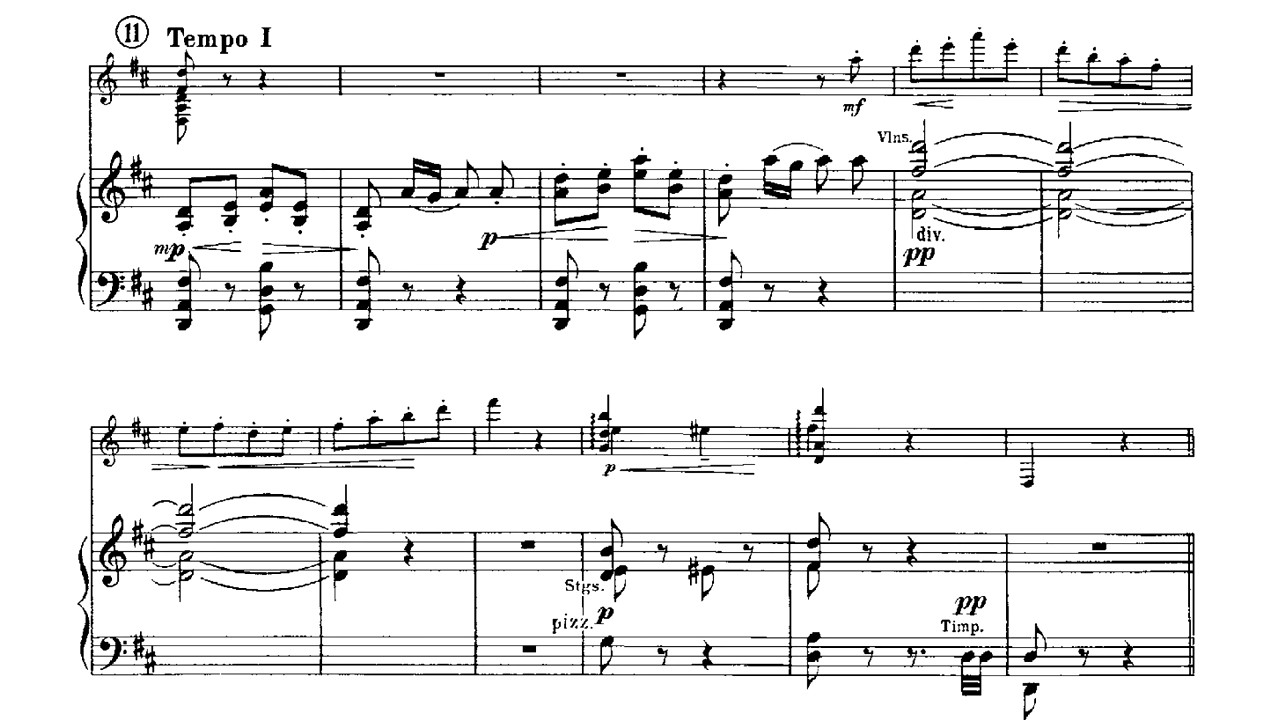 11 Tempo I
mf
Vlns.
mp
p
div.
pp
p
Stgs.
p
pizz.
pp
Timp.